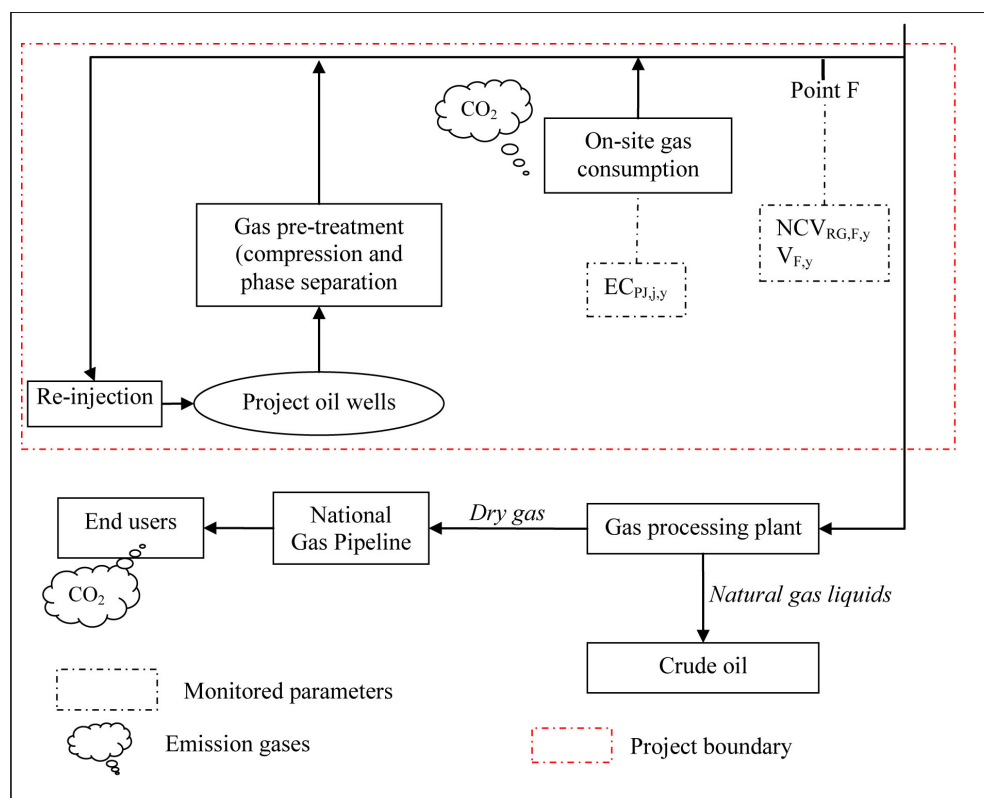 Point F
CO2
On-site gas
consumption
NCVRG,F,y
VF,y
Gas pre-treatment
(compression and
phase separation
ECPJ,j,y
Re-injection
Project oil wells
End users
National
Gas Pipeline
Dry gas
Gas processing plant
CO2
Natural gas liquids
Crude oil
Monitored parameters
Emission gases
Project boundary